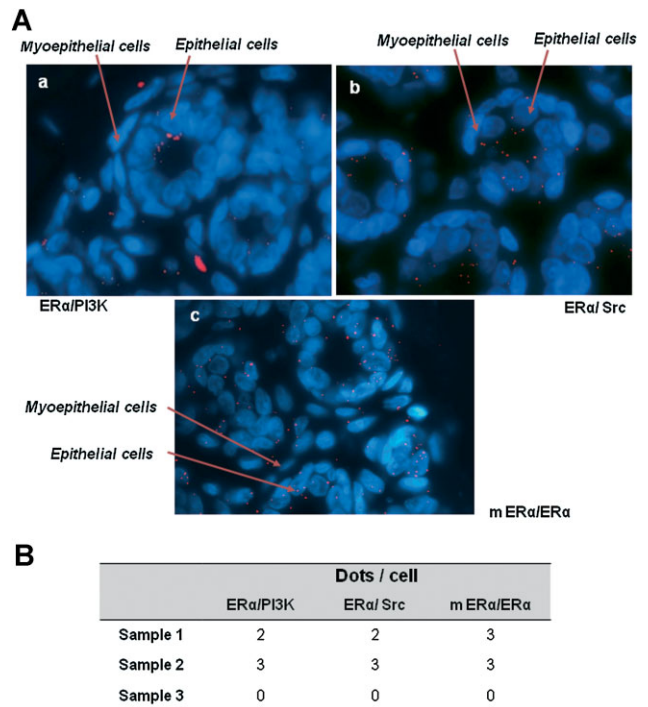 A
Myoepithelial cells Epithelial cells
Myoepithelial cells Epithelial cells
a
b
ERα/PI3K
ERα/ Src
c
Myoepithelial cells
Epithelial cells
m ERα/ERα
B
Dots / cell
ERα/PI3K ERα/ Src m ERα/ERα
Sample 1 2 2 3
Sample 2 3 3 3
Sample 3 0 0 0